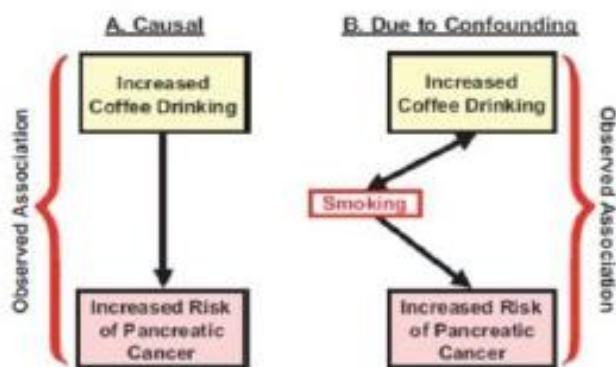 A. Causal
B. Due to Confounding
Observed Association
Increased
Coffee Drinking
Increased
Coffee Drinking
Observed Association
Smoking
Increased Risk
of Pancreatic
Cancer
Increased Risk
of Pancreatic
Cancer